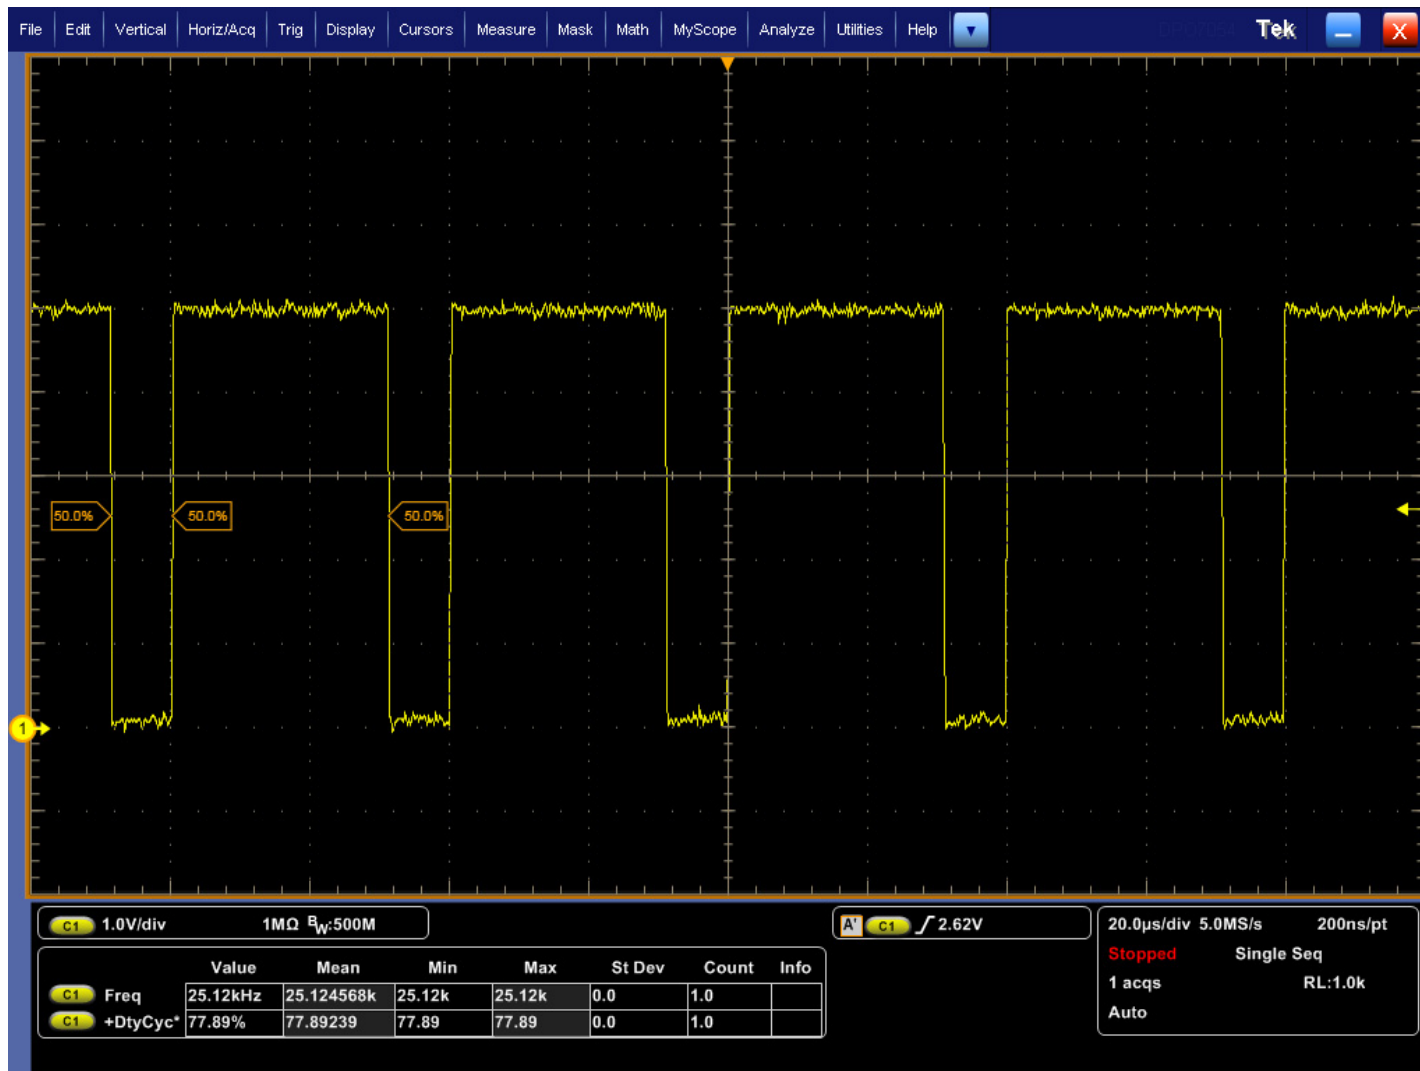 File Edit Vertical Horiz/Acq Trig Display Cursors Measure Mask Math MyScope Analyze Utilities Help Tek X
50.0% 50.0% 50.0%
1
C1 1.0V/div 1MΩ BW:500M
A' C1 2.62V
20.0µs/div 5.0MS/s 200ns/pt
Stopped Single Seq
1 acqs RL:1.0k
Auto
Value Mean Min Max St Dev Count Info
C1 Freq 25.12kHz 25.124568k 25.12k 25.12k 0.0 1.0
C1 +DtyCyc* 77.89% 77.89239 77.89 77.89 0.0 1.0